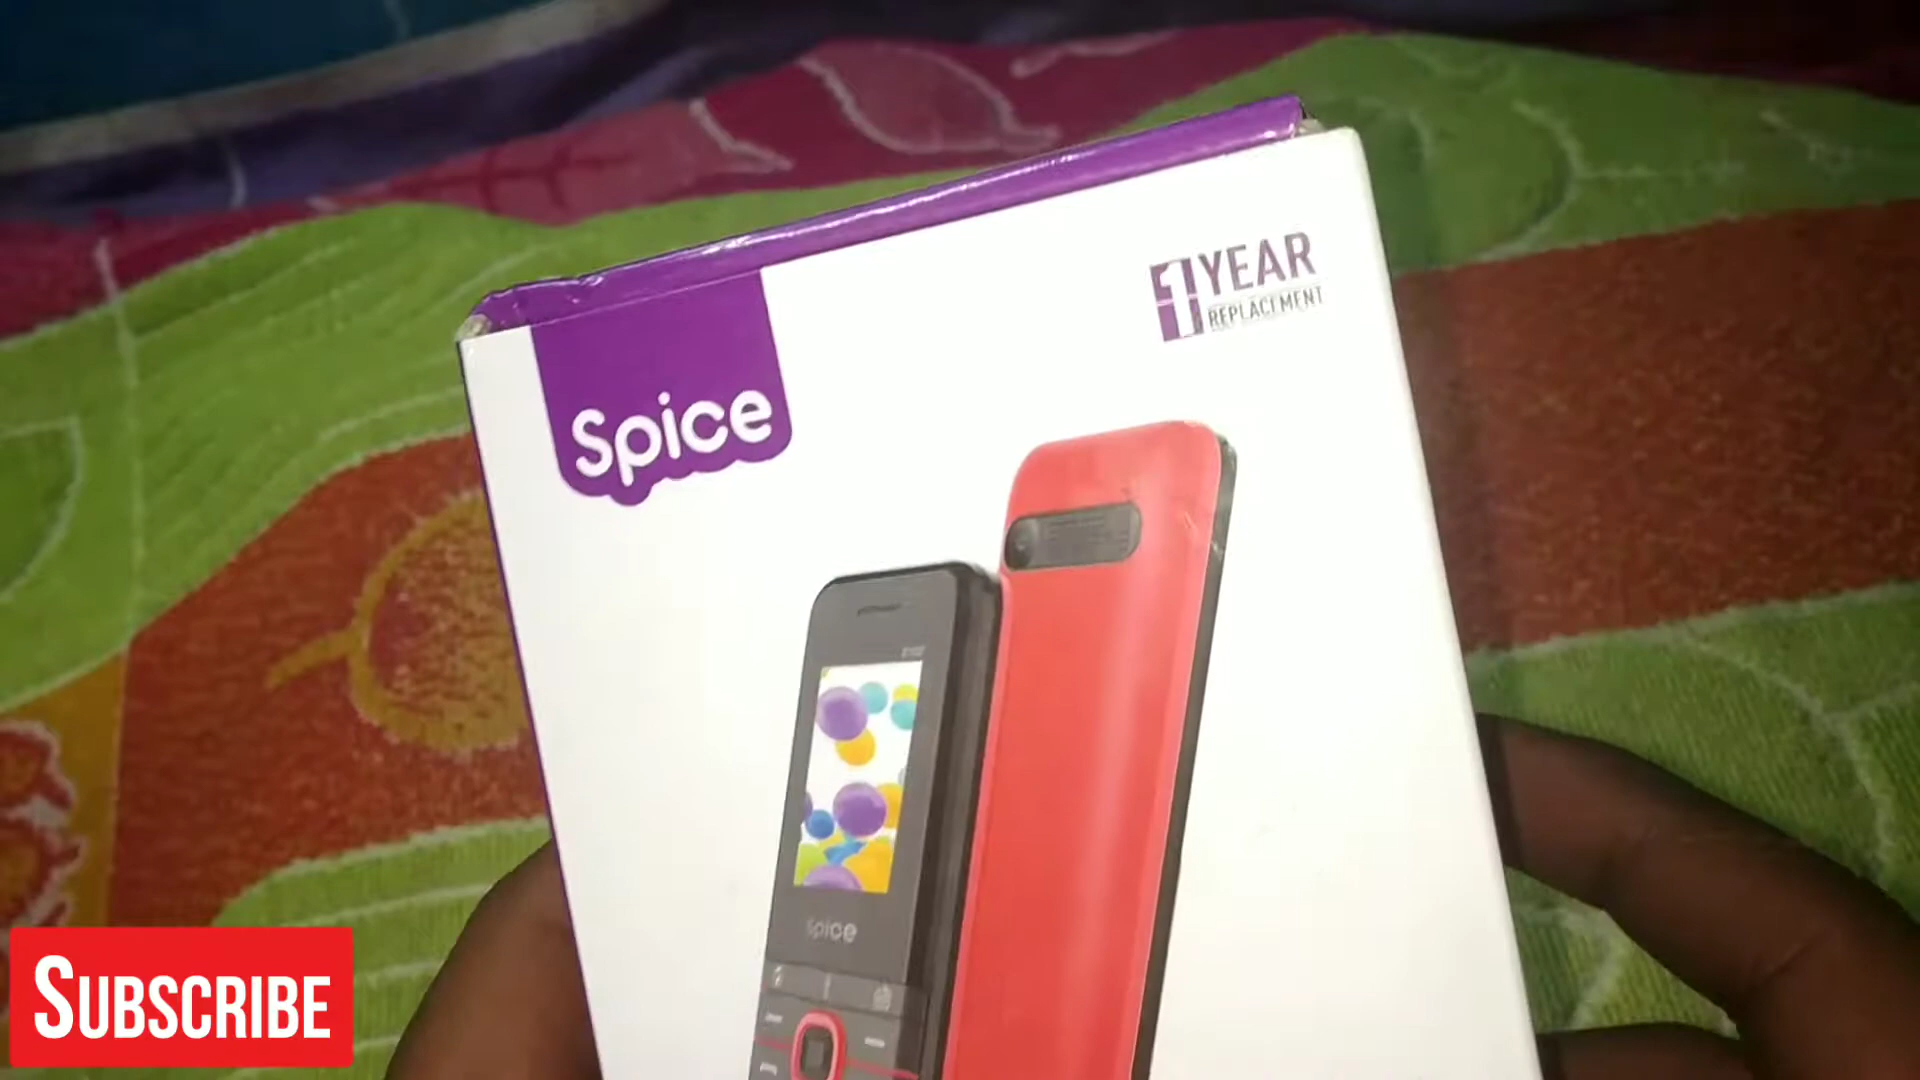 1 YEAR
REPLACEMENT
Spice
spice
SUBSCRIBE